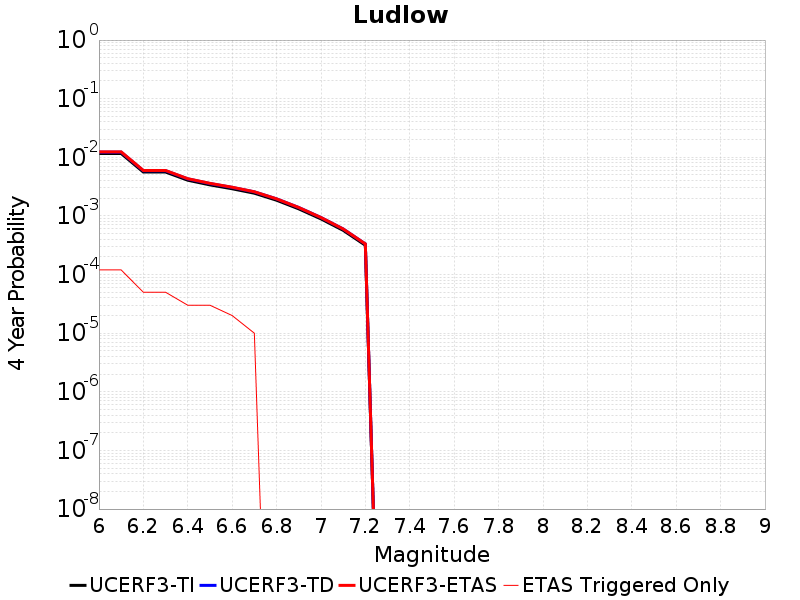 Ludlow
10^0
10^-1
10^-2
10^-3
10^-4
10^-5
10^-6
10^-7
10^-8
4 Year Probability
6 6.2 6.4 6.6 6.8 7 7.2 7.4 7.6 7.8 8 8.2 8.4 8.6 8.8 9
Magnitude
UCERF3-TI UCERF3-TD UCERF3-ETAS ETAS Triggered Only